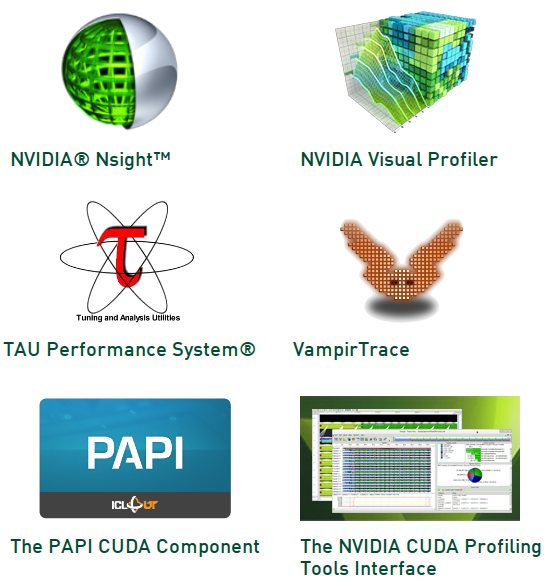 NVIDIA® Nsight™
NVIDIA Visual Profiler
τ
Tuning and Analysis Utilities
TAU Performance System®
VampirTrace
PAPI
ICL UT
The PAPI CUDA Component
The NVIDIA CUDA Profiling
Tools Interface